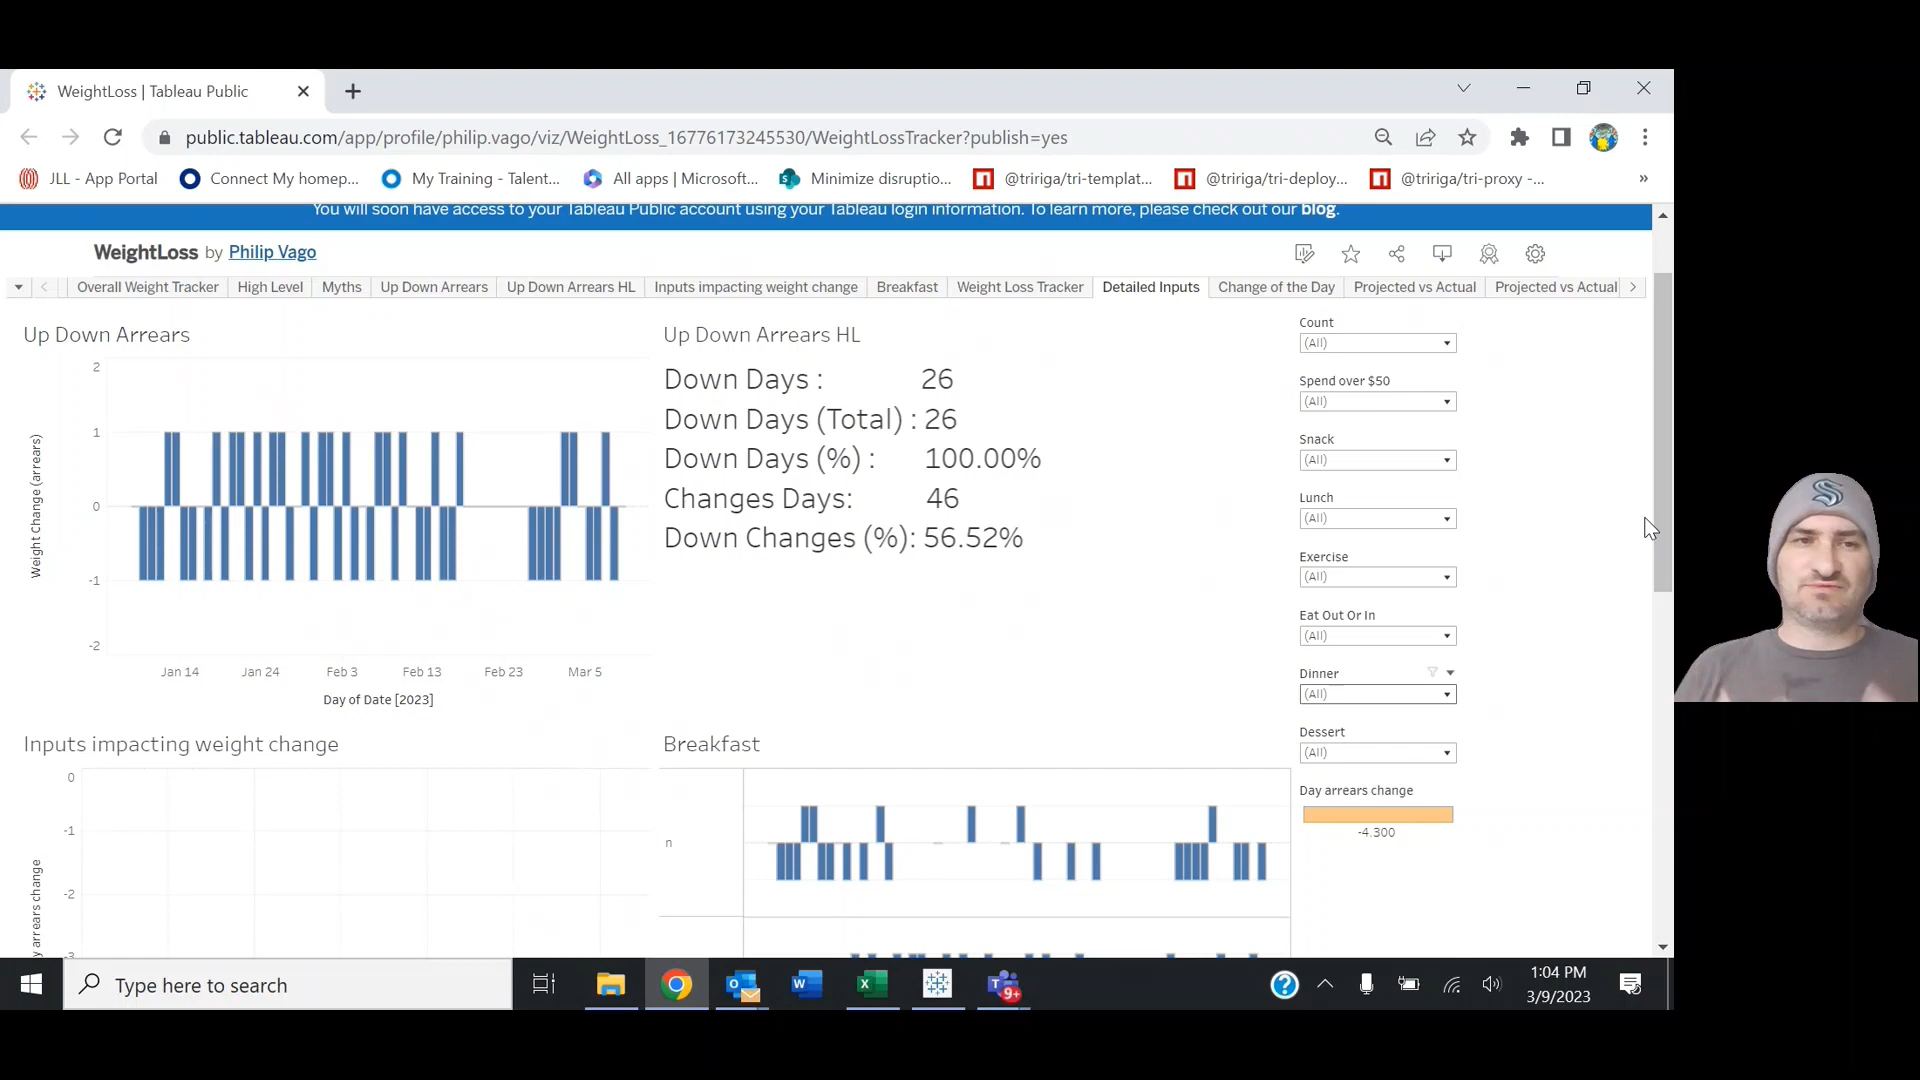 WeightLoss | Tableau Public
public.tableau.com/app/profile/philip.vago/viz/WeightLoss_16776173245530/WeightLossTracker?publish=yes
JLL - App Portal
Connect My homep...
My Training - Talent...
All apps | Microsoft...
Minimize disruptio...
@tririga/tri-templat...
@tririga/tri-deploy...
@tririga/tri-proxy -...
»
You will soon have access to your Tableau Public account using your Tableau login information. To learn more, please check out our blog.
WeightLoss by Philip Vago
Overall Weight Tracker
High Level
Myths
Up Down Arrears
Up Down Arrears HL
Inputs impacting weight change
Breakfast
Weight Loss Tracker
Detailed Inputs
Change of the Day
Projected vs Actual
Projected vs Actual
Up Down Arrears
2
1
0
-1
-2
Weight Change (arrears)
Jan 14
Jan 24
Feb 3
Feb 13
Feb 23
Mar 5
Day of Date [2023]
Up Down Arrears HL
Down Days : 26
Down Days (Total) : 26
Down Days (%) : 100.00%
Changes Days: 46
Down Changes (%): 56.52%
Count
(All)
Spend over $50
(All)
Snack
(All)
Lunch
(All)
Exercise
(All)
Eat Out Or In
(All)
Dinner
(All)
Dessert
(All)
Day arrears change
-4.300
Inputs impacting weight change
0
-1
-2
-3
y arrears change
Breakfast
n
Type here to search
9+
1:04 PM
3/9/2023